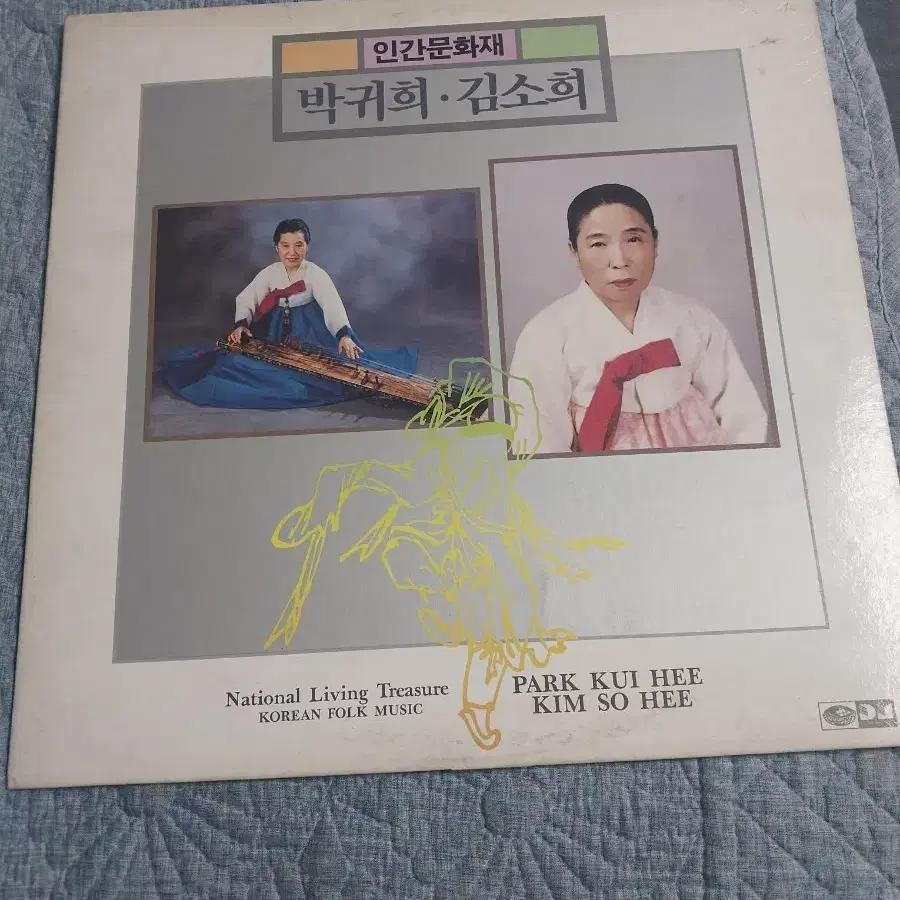 인간문화재
박귀희·김소희
National Living Treasure
KOREAN FOLK MUSIC
PARK KUI HEE
KIM SO HEE